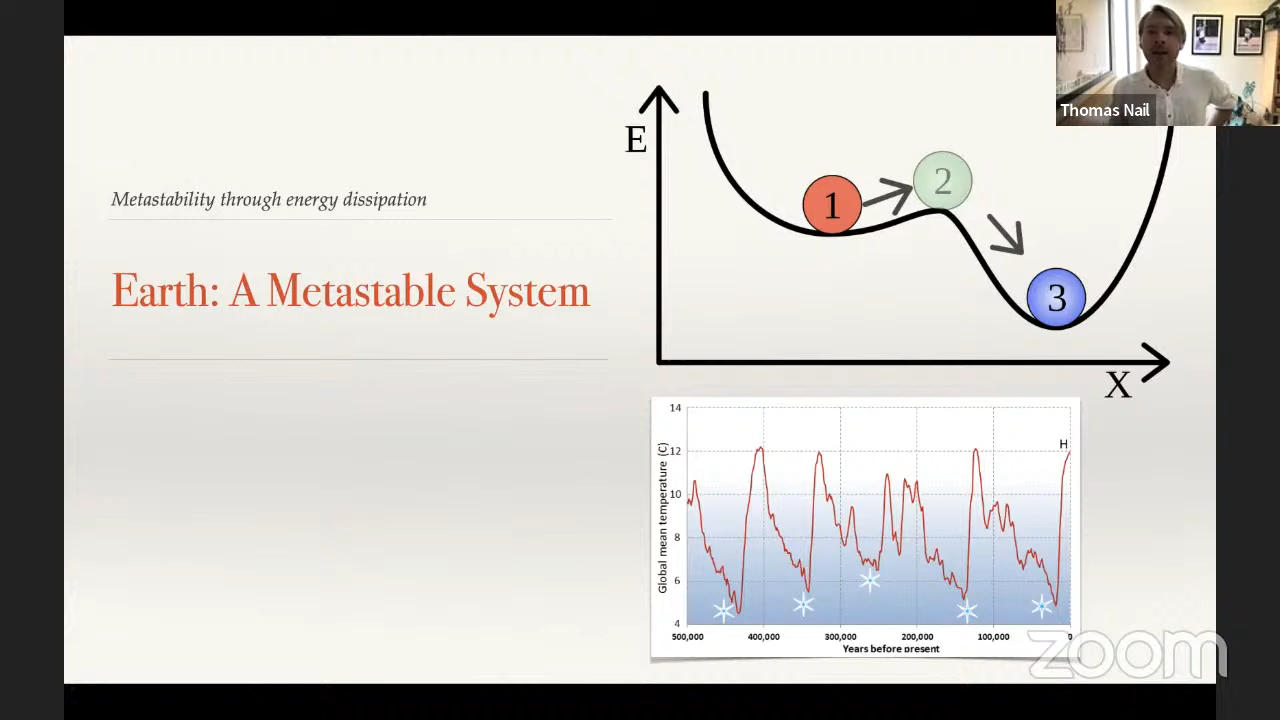 Thomas Nail
Metastability through energy dissipation
Earth: A Metastable System
E
1
2
3
X
14
12
10
8
6
4
Global mean temperature (C)
H
500,000
400,000
300,000
200,000
100,000
0
Years before present
zoom